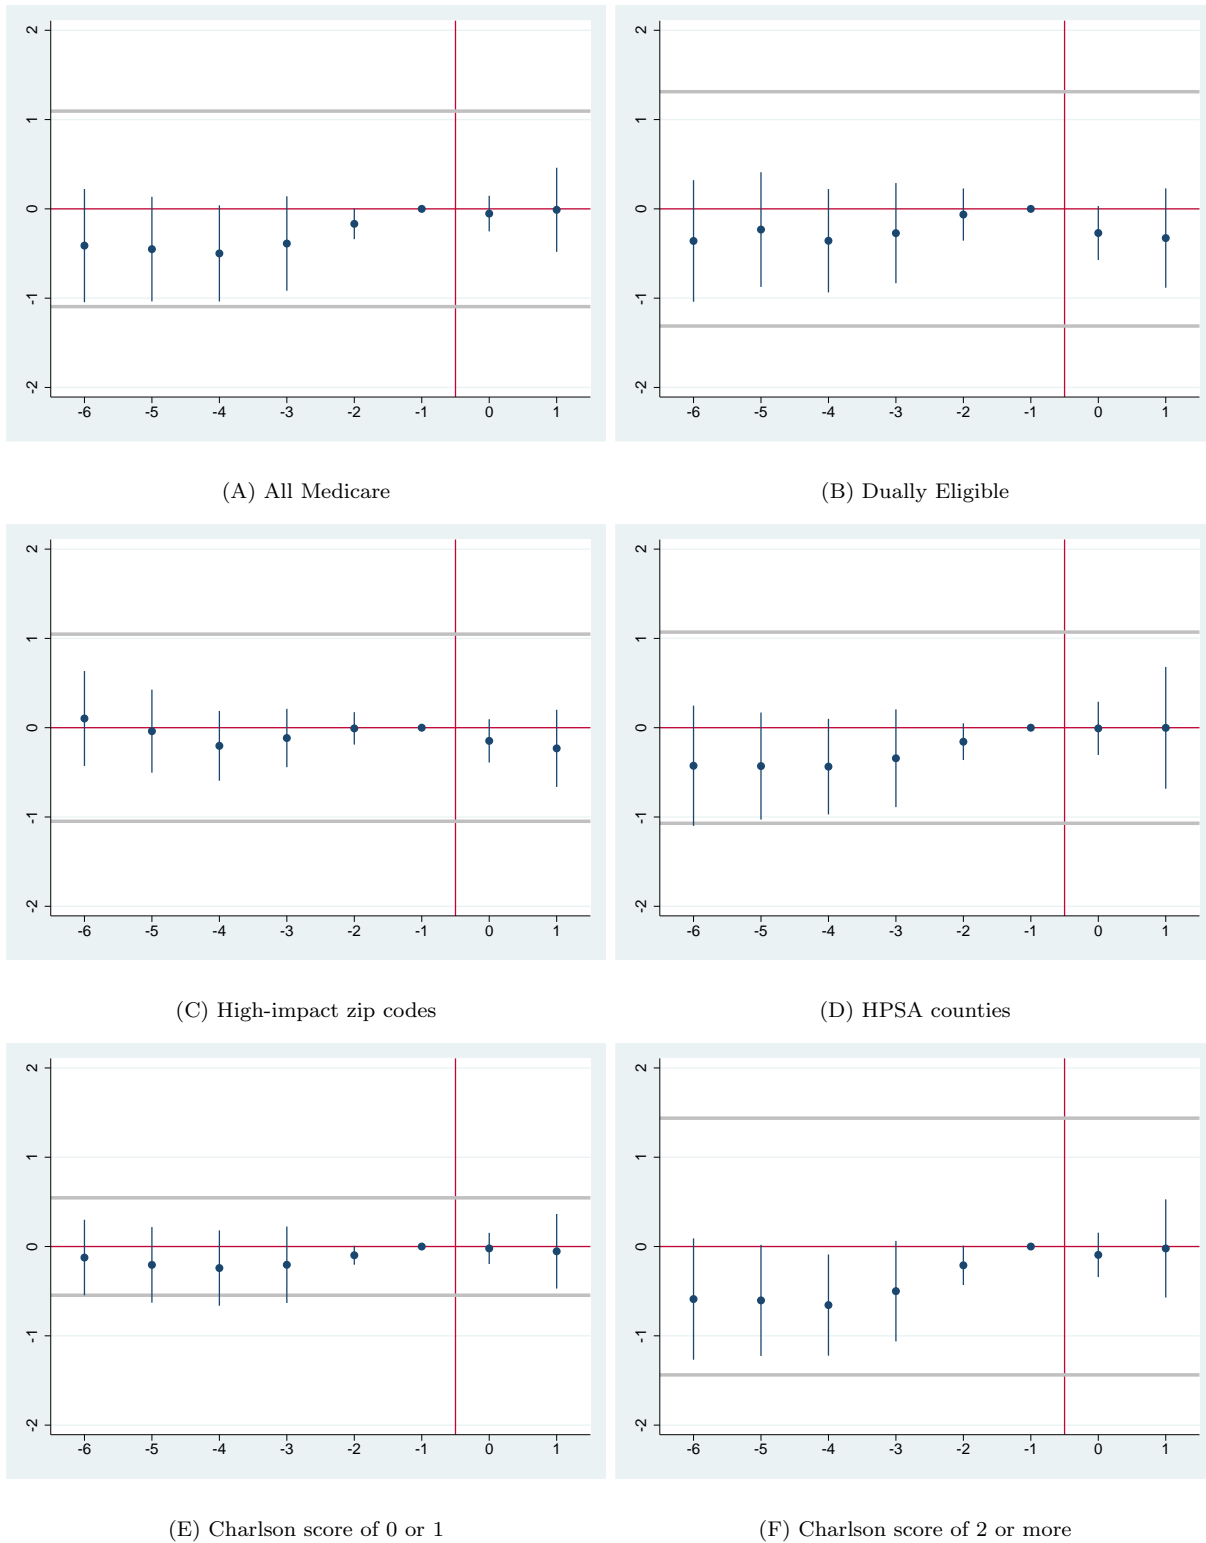 2
1
0
-1
-2
-6 -5 -4 -3 -2 -1 0 1
(A) All Medicare
2
1
0
-1
-2
-6 -5 -4 -3 -2 -1 0 1
(B) Dually Eligible
2
1
0
-1
-2
-6 -5 -4 -3 -2 -1 0 1
(C) High-impact zip codes
2
1
0
-1
-2
-6 -5 -4 -3 -2 -1 0 1
(D) HPSA counties
2
1
0
-1
-2
-6 -5 -4 -3 -2 -1 0 1
(E) Charlson score of 0 or 1
2
1
0
-1
-2
-6 -5 -4 -3 -2 -1 0 1
(F) Charlson score of 2 or more